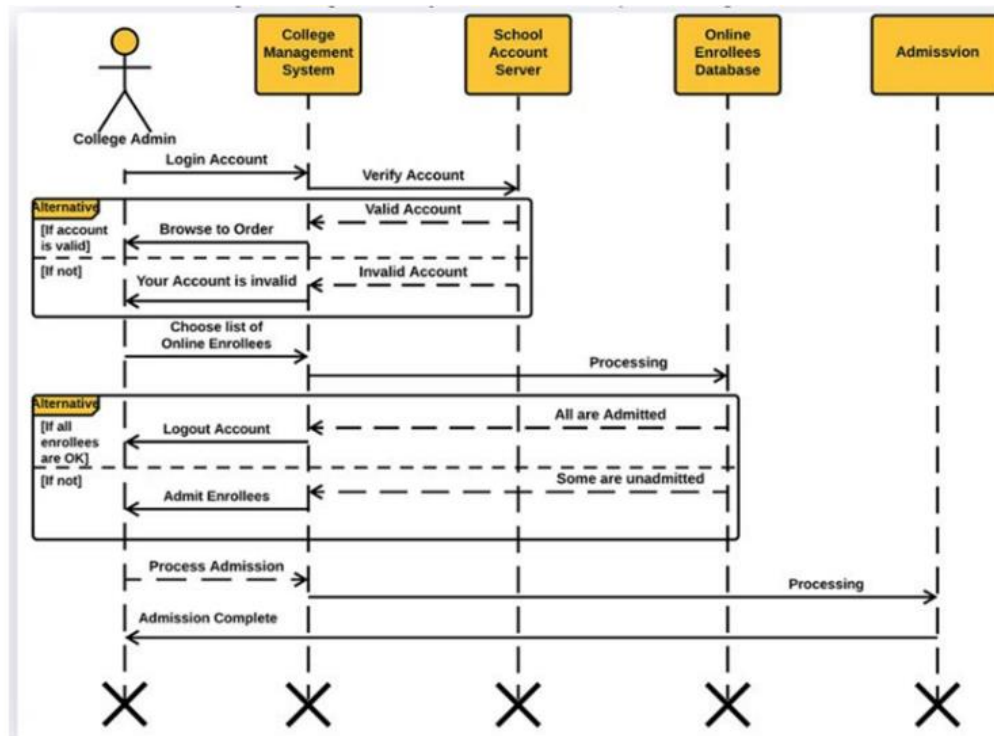 College
Management
System
School
Account
Server
Online
Enrollees
Database
Admissvion
College Admin
Login Account
Verify Account
Alternative
[If account
is valid]
Valid Account
Browse to Order
[If not]
Invalid Account
Your Account is invalid
Choose list of
Online Enrollees
Processing
Alternative
[If all
enrollees
are OK]
All are Admitted
Logout Account
[If not]
Some are unadmitted
Admit Enrollees
Process Admission
Processing
Admission Complete